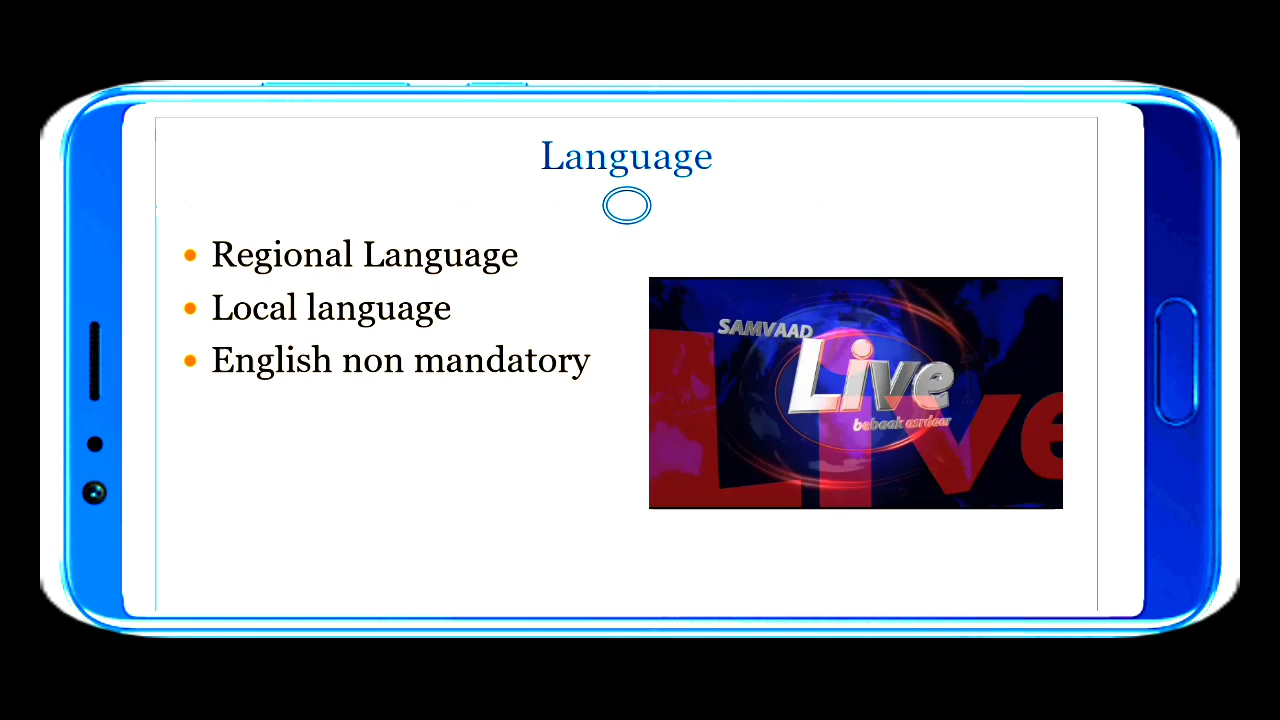 Language
Regional Language
Local language
English non mandatory
SAMVAAD
Live
bebaak asrdaar
Live